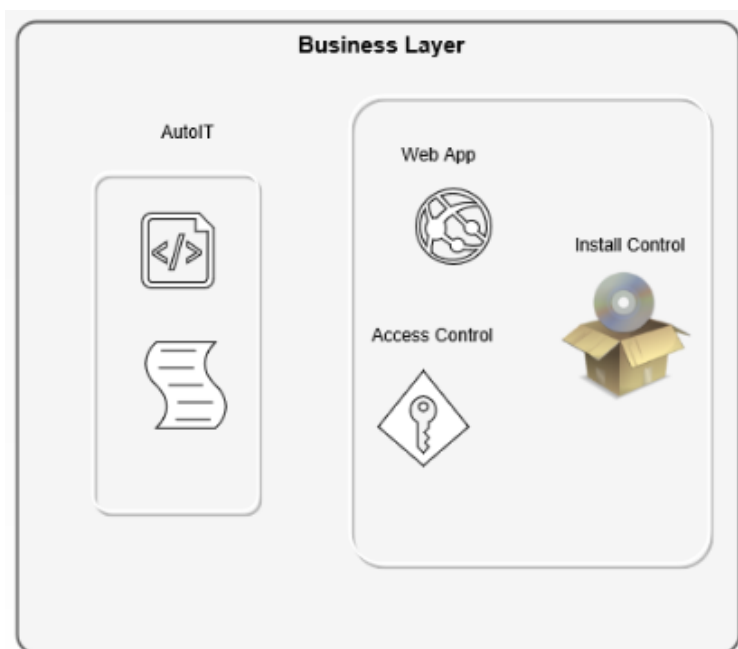 Business Layer
AutoIT
Web App
Install Control
Access Control